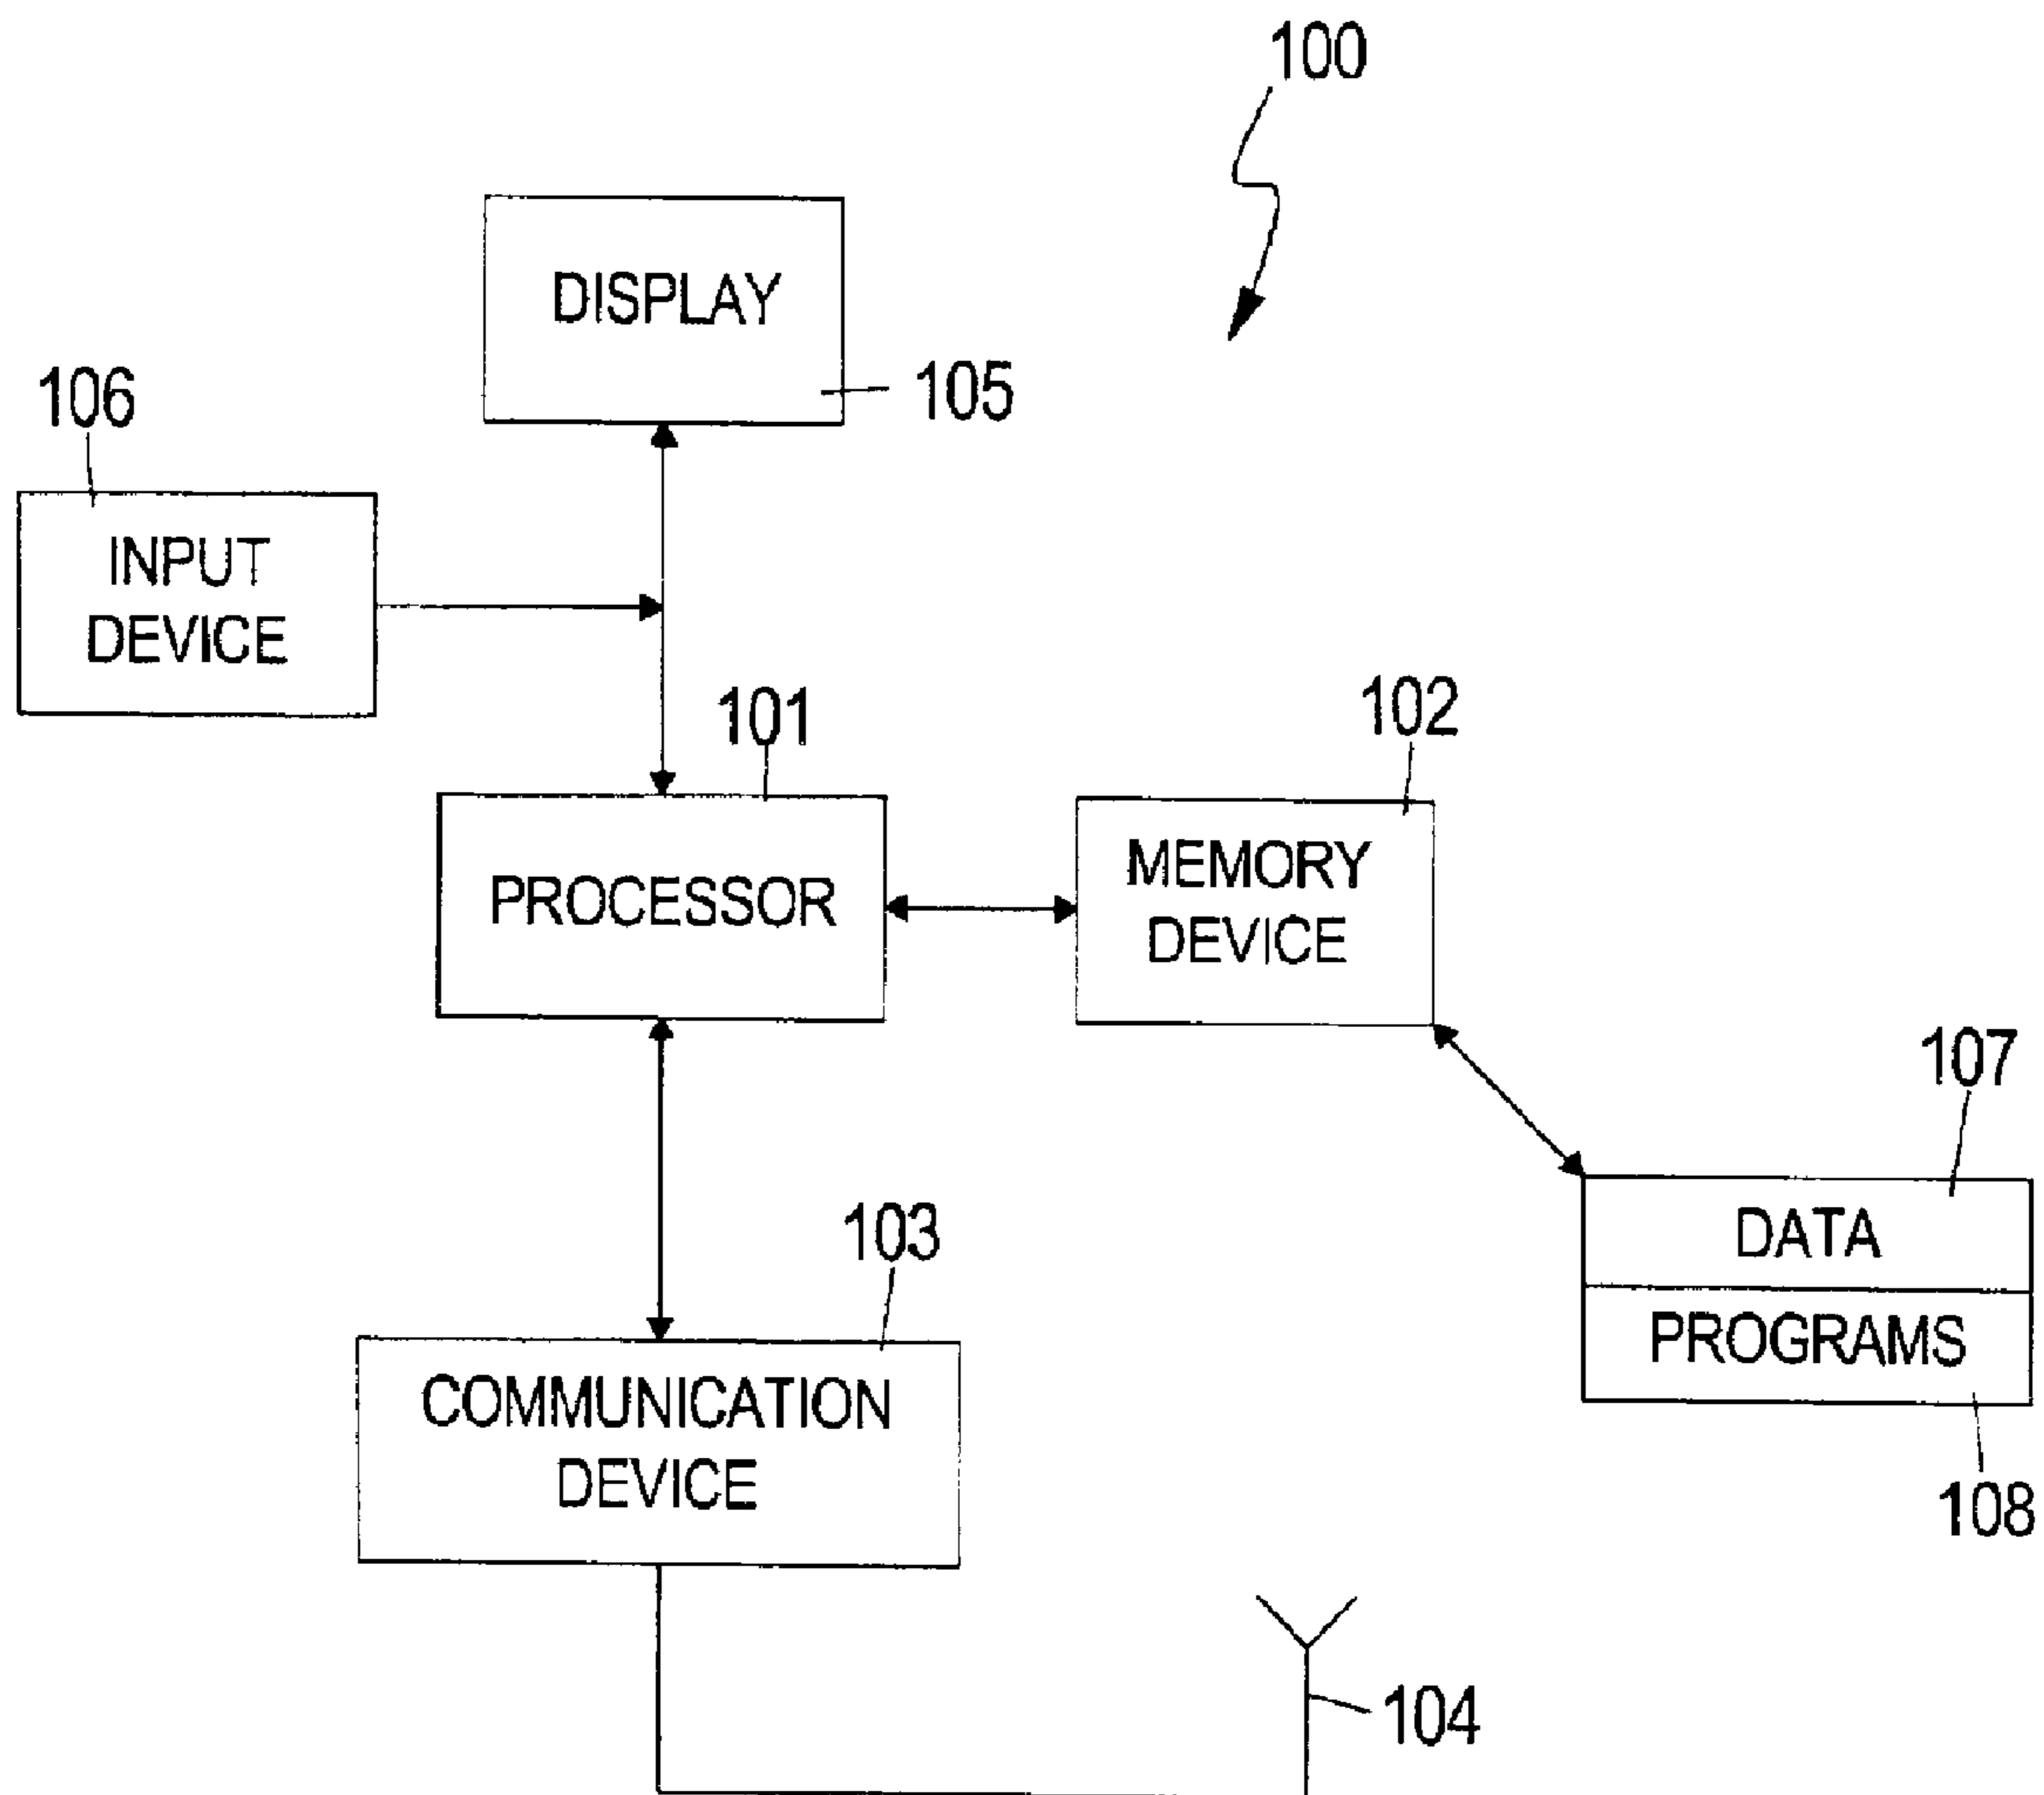 100
DISPLAY
105
106
INPUT
DEVICE
101
102
PROCESSOR
MEMORY
DEVICE
107
DATA
103
PROGRAMS
COMMUNICATION
DEVICE
108
104